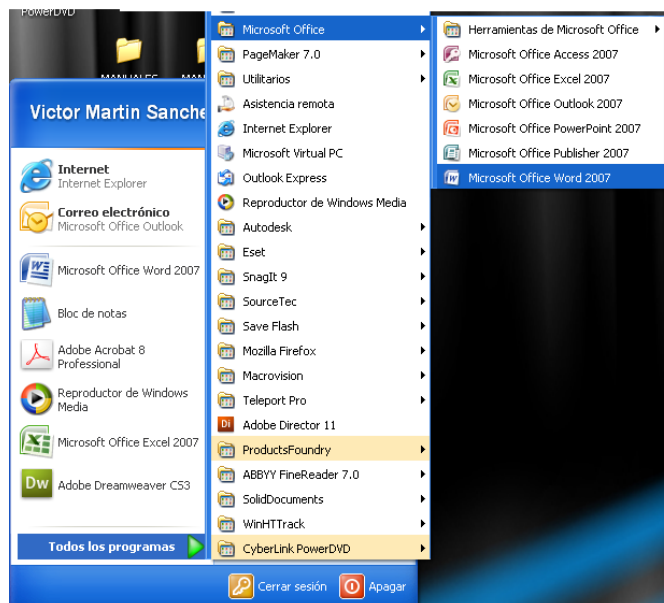 PowerDVD
MANUALES
Victor Martin Sanche
Internet
Internet Explorer
Correo electrónico
Microsoft Office Outlook
Microsoft Office Word 2007
Bloc de notas
Adobe Acrobat 8
Professional
Reproductor de Windows
Media
Microsoft Office Excel 2007
Adobe Dreamweaver CS3
Todos los programas
Microsoft Office
PageMaker 7.0
Utilitarios
Asistencia remota
Internet Explorer
Microsoft Virtual PC
Outlook Express
Reproductor de Windows Media
Autodesk
Eset
SnagIt 9
SourceTec
Save Flash
Mozilla Firefox
Macrovision
Teleport Pro
Adobe Director 11
ProductsFoundry
ABBYY FineReader 7.0
SolidDocuments
WinHTTrack
CyberLink PowerDVD
Herramientas de Microsoft Office
Microsoft Office Access 2007
Microsoft Office Excel 2007
Microsoft Office Outlook 2007
Microsoft Office PowerPoint 2007
Microsoft Office Publisher 2007
Microsoft Office Word 2007
Cerrar sesión
Apagar